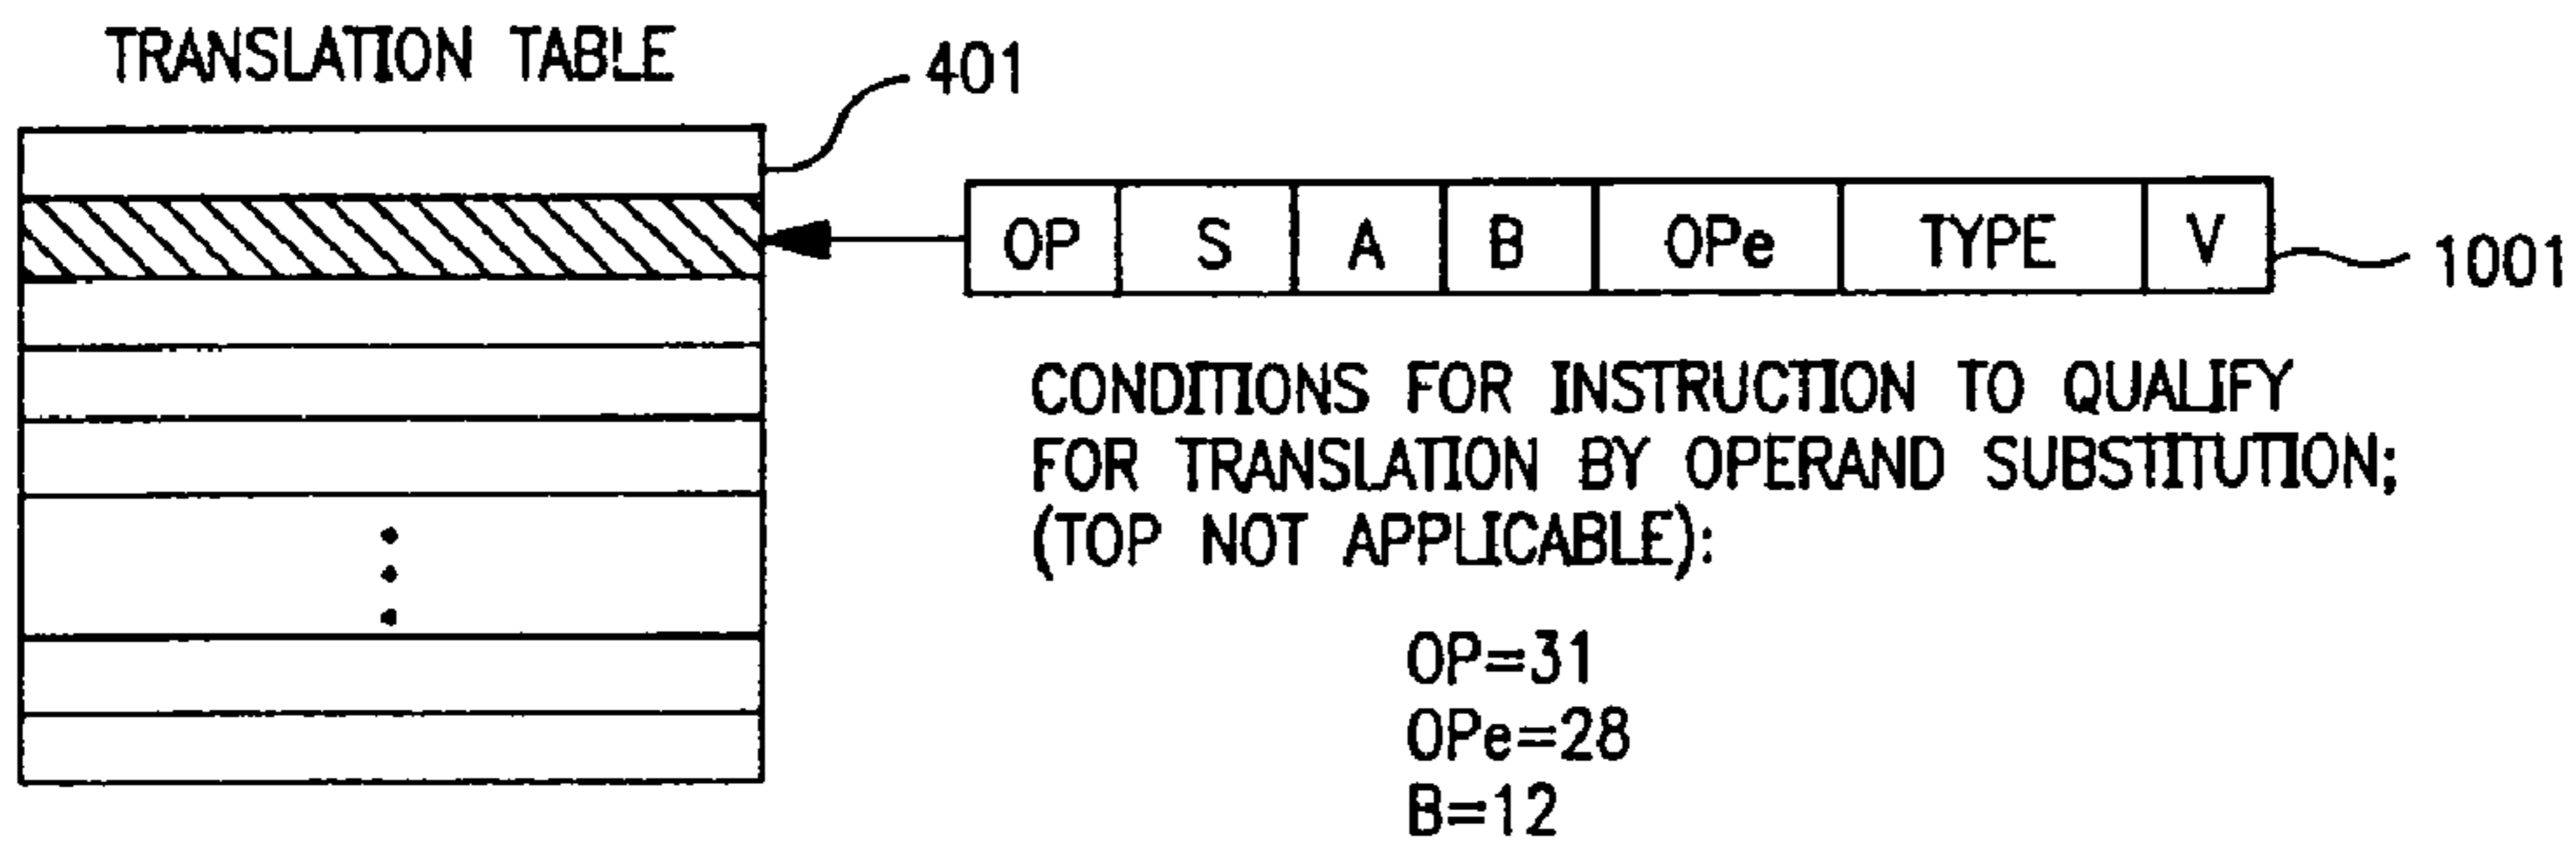 TRANSLATION TABLE
401
OP S A B OPe TYPE V
1001
CONDITIONS FOR INSTRUCTION TO QUALIFY
FOR TRANSLATION BY OPERAND SUBSTITUTION;
(TOP NOT APPLICABLE):
OP=31
OPe=28
B=12